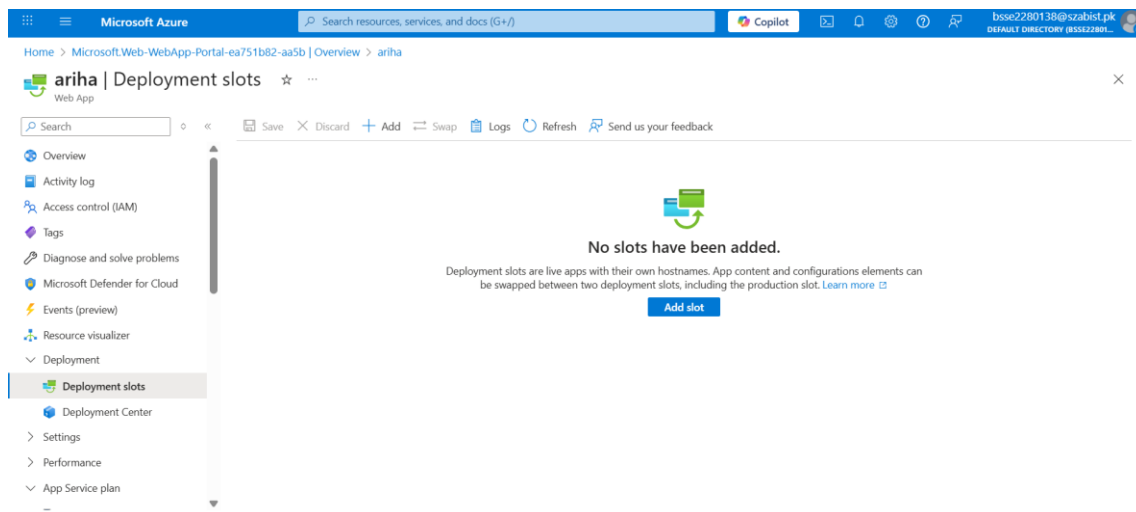 Microsoft Azure
Search resources, services, and docs (G+/)
Copilot
bsse2280138@szabist.pk
DEFAULT DIRECTORY (BSSE22801...
Home > Microsoft.Web-WebApp-Portal-ea751b82-aa5b | Overview > ariha
ariha | Deployment slots
Web App
Search
Save Discard Add Swap Logs Refresh Send us your feedback
Overview
Activity log
Access control (IAM)
Tags
Diagnose and solve problems
Microsoft Defender for Cloud
Events (preview)
Resource visualizer
Deployment
Deployment slots
Deployment Center
Settings
Performance
App Service plan
No slots have been added.
Deployment slots are live apps with their own hostnames. App content and configurations elements can
be swapped between two deployment slots, including the production slot. Learn more
Add slot